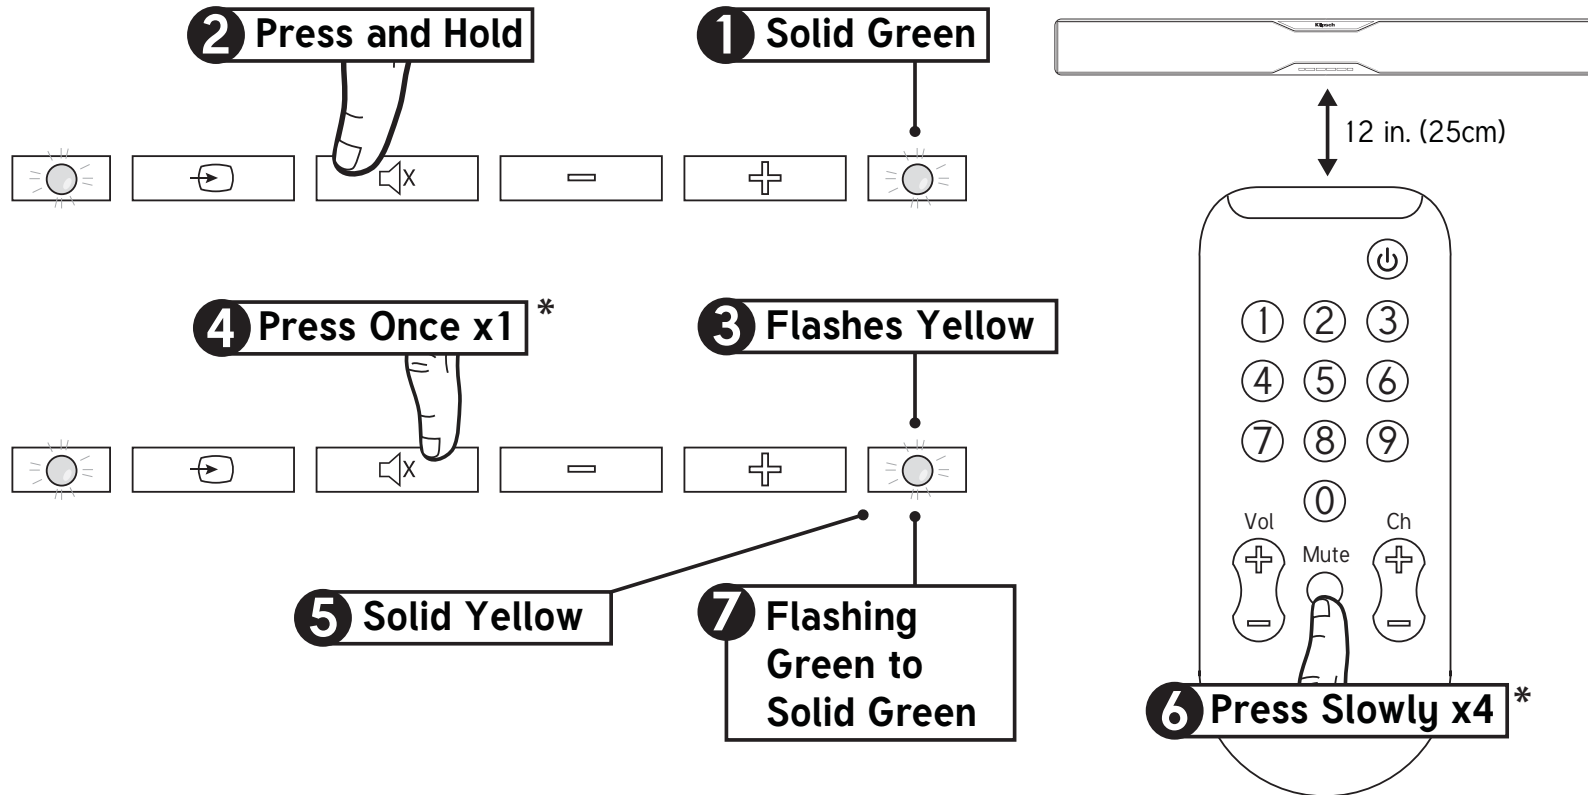 2 Press and Hold
1 Solid Green
Klipsch
12 in. (25cm)
4 Press Once x1 *
3 Flashes Yellow
1 2 3
4 5 6
7 8 9
0
Vol
Ch
Mute
5 Solid Yellow
7 Flashing
Green to
Solid Green
6 Press Slowly x4 *